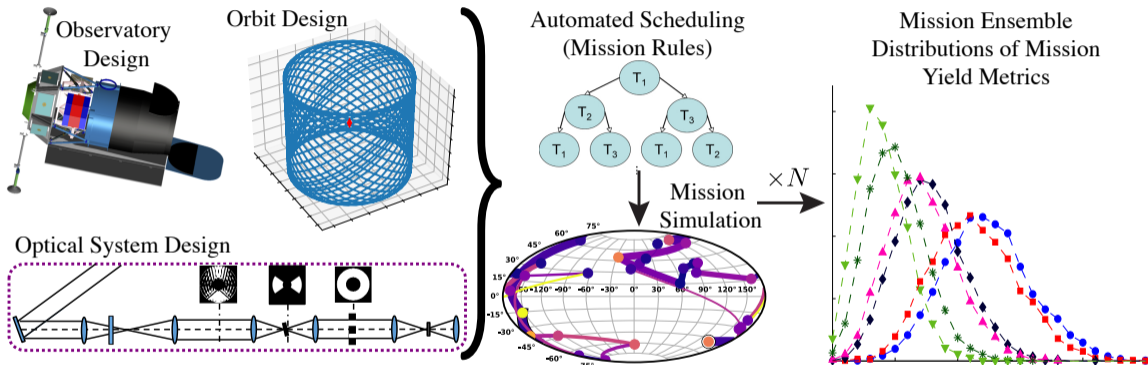 Observatory
Design
Orbit Design
Optical System Design
Automated Scheduling
(Mission Rules)
T1
T2
T3
T1
T3
T1
T2
Mission
Simulation
×N
75°
60°
45°
30°
15°
0°
-15°
-30°
-45°
-60°
-120°
-90°
-60°
-30°
0°
30°
60°
90°
120°
150°
Mission Ensemble
Distributions of Mission
Yield Metrics